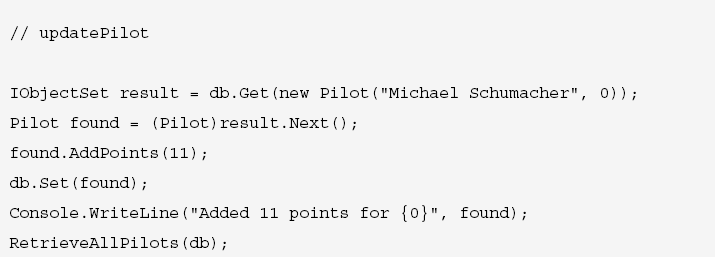 // updatePilot
IObjectSet result = db.Get(new Pilot("Michael Schumacher", 0));
Pilot found = (Pilot)result.Next();
found.AddPoints(11);
db.Set(found);
Console.WriteLine("Added 11 points for {0}", found);
RetrieveAllPilots(db);